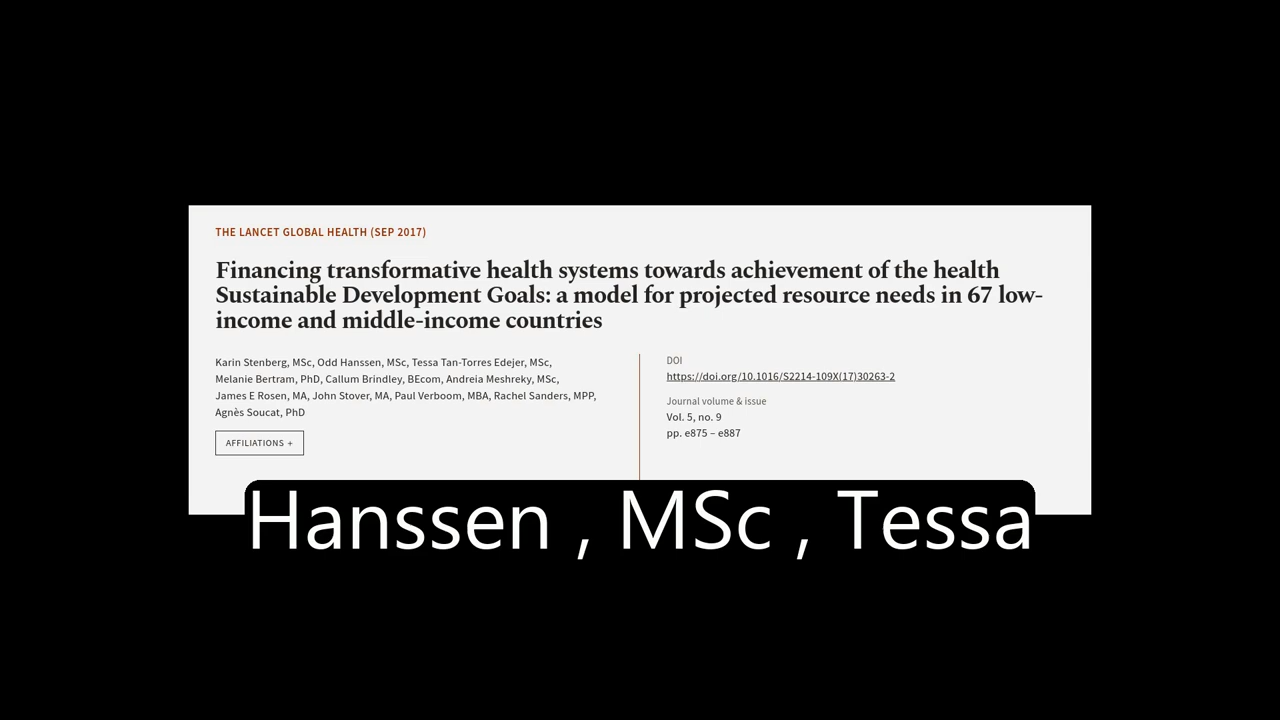 THE LANCET GLOBAL HEALTH (SEP 2017)
Financing transformative health systems towards achievement of the health
Sustainable Development Goals: a model for projected resource needs in 67 low-
income and middle-income countries
Karin Stenberg, MSc, Odd Hanssen, MSc, Tessa Tan-Torres Edejer, MSc,
Melanie Bertram, PhD, Callum Brindley, BEcom, Andreia Meshreky, MSc,
James E Rosen, MA, John Stover, MA, Paul Verboom, MBA, Rachel Sanders, MPP,
Agnès Soucat, PhD
AFFILIATIONS +
DOI
https://doi.org/10.1016/S2214-109X(17)30263-2
Journal volume & issue
Vol. 5, no. 9
pp. e875 – e887
Hanssen , MSc , Tessa